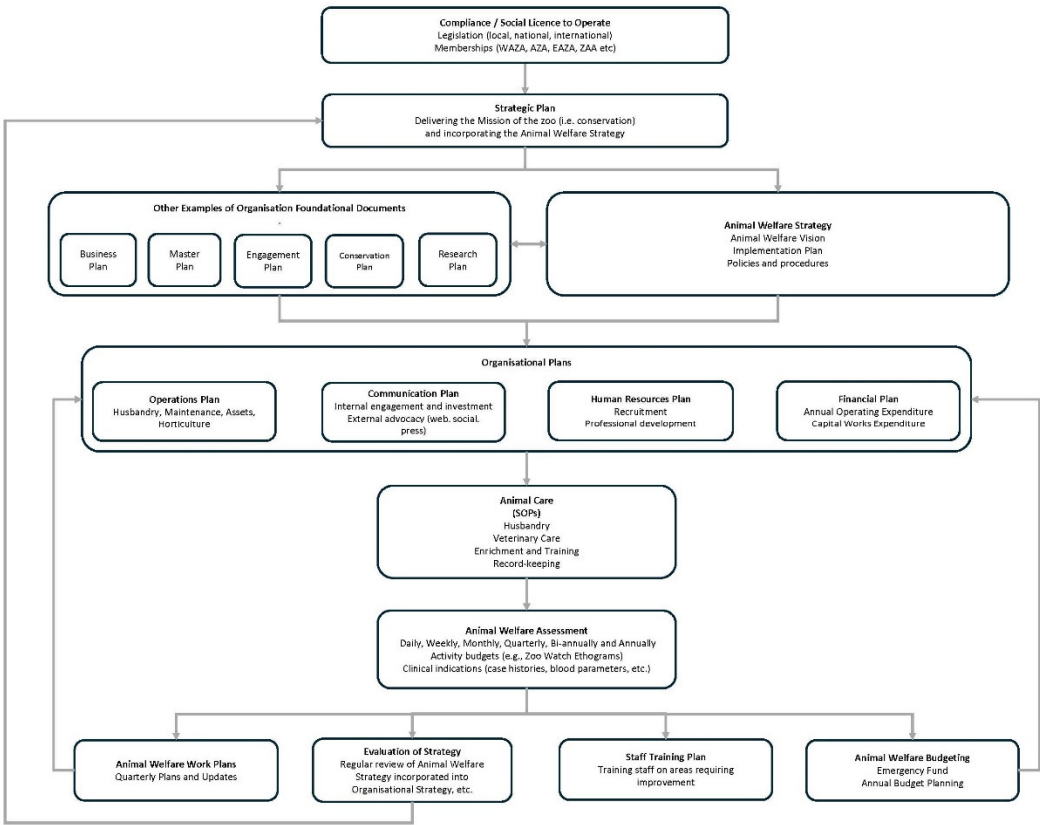 Compliance / Social Licence to Operate
Legislation (local, national, international)
Memberships (WAZA, AZA, EAZA, ZAA etc)
Strategic Plan
Delivering the Mission of the zoo (i.e. conservation)
and incorporating the Animal Welfare Strategy
Other Examples of Organisation Foundational Documents
Business
Plan
Master
Plan
Engagement
Plan
Conservation
Plan
Research
Plan
Animal Welfare Strategy
Animal Welfare Vision
Implementation Plan
Policies and procedures
Organisational Plans
Operations Plan
Husbandry, Maintenance, Assets,
Horticulture
Communication Plan
Internal engagement and investment
External advocacy (web. social.
press)
Human Resources Plan
Recruitment
Professional development
Financial Plan
Annual Operating Expenditure
Capital Works Expenditure
Animal Care
(SOPs)
Husbandry
Veterinary Care
Enrichment and Training
Record-keeping
Animal Welfare Assessment
Daily, Weekly, Monthly, Quarterly, Bi-annually and Annually
Activity budgets (e.g., Zoo Watch Ethograms)
Clinical indications (case histories, blood parameters, etc.)
Animal Welfare Work Plans
Quarterly Plans and Updates
Evaluation of Strategy
Regular review of Animal Welfare
Strategy incorporated into
Organisational Strategy, etc.
Staff Training Plan
Training staff on areas requiring
improvement
Animal Welfare Budgeting
Emergency Fund
Annual Budget Planning